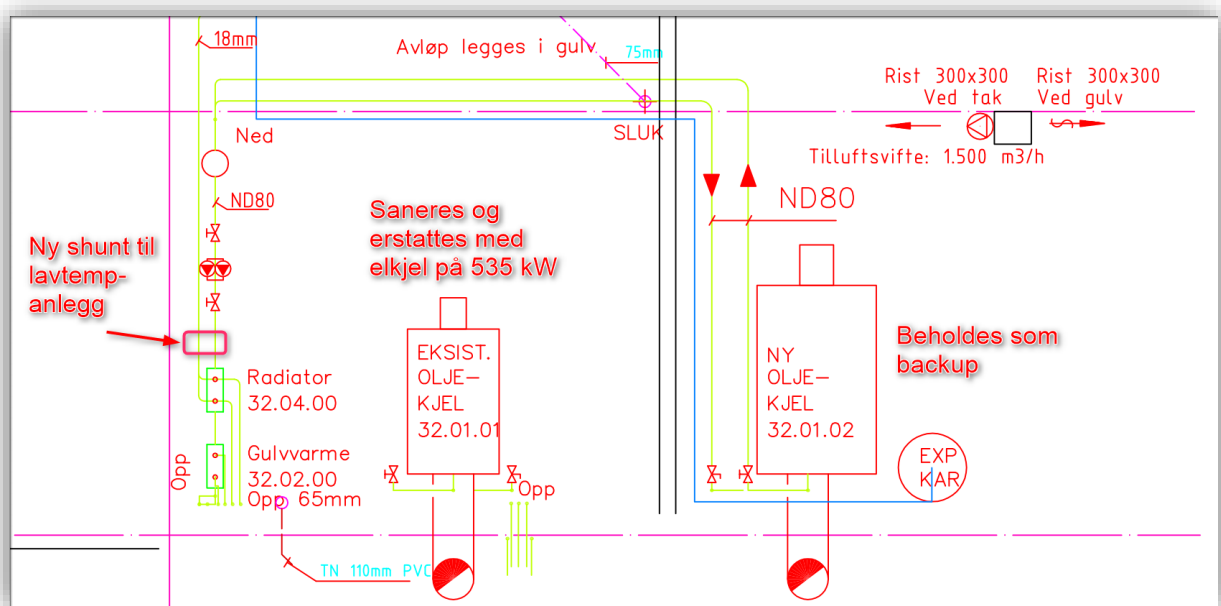 18mm
Avløp legges i gulv
75mm
Rist 300x300
Ved tak
Rist 300x300
Ved gulv
Ned
SLUK
Tilluftsvifte: 1.500 m3/h
ND80
ND80
Saneres og
erstattes med
elkjel på 535 kW
Ny shunt til
lavtemp-
anlegg
EKSIST.
OLJE-
KJEL
32.01.01
NY
OLJE-
KJEL
32.01.02
Beholdes som
backup
Radiator
32.04.00
Opp
Gulvvarme
32.02.00
Opp 65mm
Opp
EXP
KAR
TN 110mm PVC